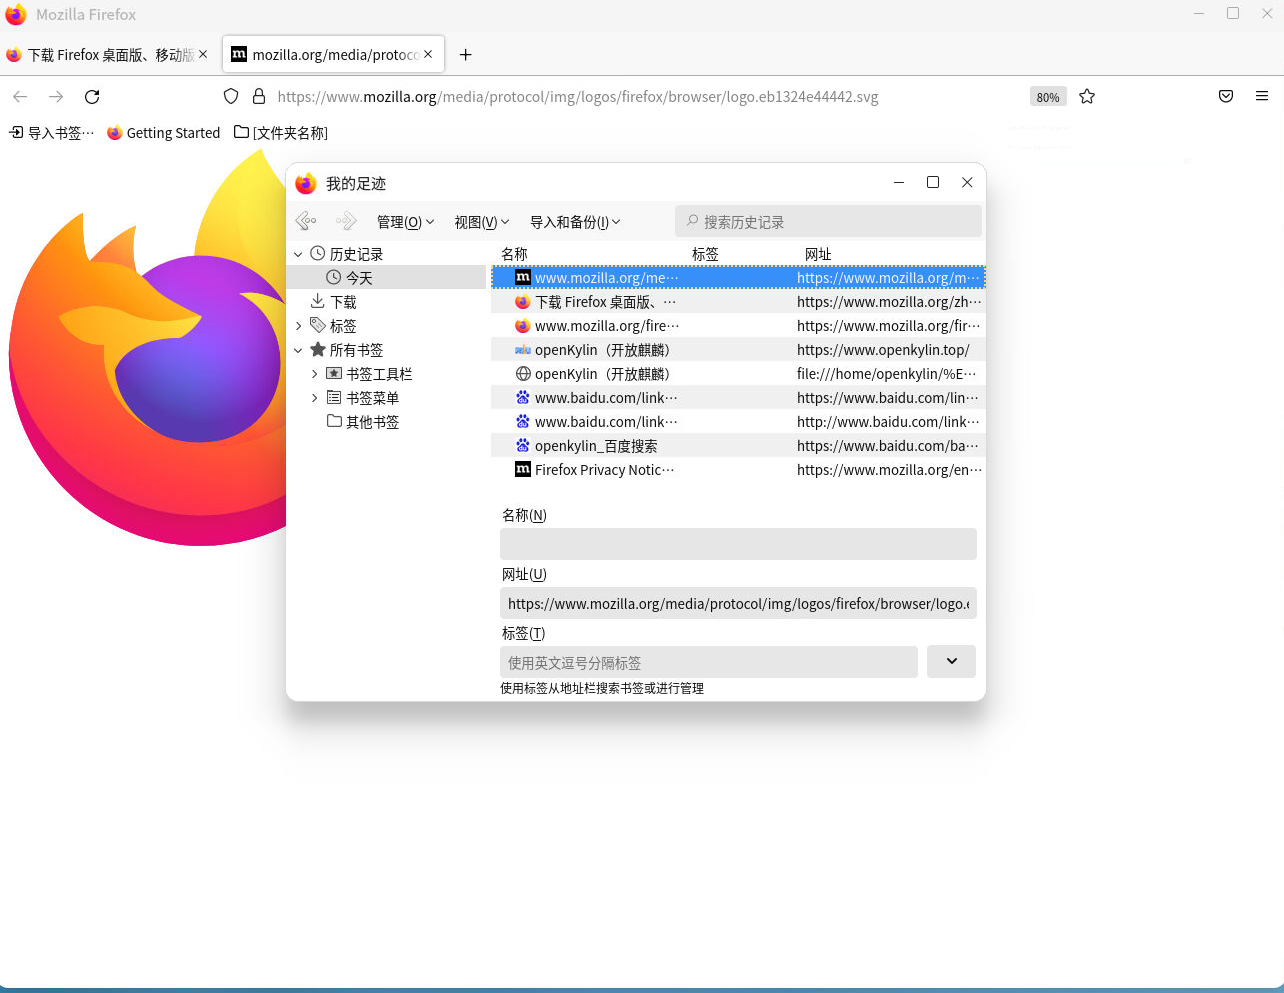 Mozilla Firefox
下载 Firefox 桌面版、移动版
mozilla.org/media/protoco
https://www.mozilla.org/media/protocol/img/logos/firefox/browser/logo.eb1324e44442.svg
80%
导入书签…
Getting Started
[文件夹名称]
我的足迹
管理(O)
视图(V)
导入和备份(I)
搜索历史记录
历史记录
今天
下载
标签
所有书签
书签工具栏
书签菜单
其他书签
名称 标签 网址
www.mozilla.org/me… https://www.mozilla.org/m…
下载 Firefox 桌面版、… https://www.mozilla.org/zh…
www.mozilla.org/fire… https://www.mozilla.org/fir…
openKylin（开放麒麟） https://www.openkylin.top/
openKylin（开放麒麟） file:///home/openkylin/%E…
www.baidu.com/link… https://www.baidu.com/lin…
www.baidu.com/link… http://www.baidu.com/link…
openkylin_百度搜索 https://www.baidu.com/ba…
Firefox Privacy Notic… https://www.mozilla.org/en…
名称(N)
网址(U)
https://www.mozilla.org/media/protocol/img/logos/firefox/browser/logo.e
标签(T)
使用英文逗号分隔标签
使用标签从地址栏搜索书签或进行管理